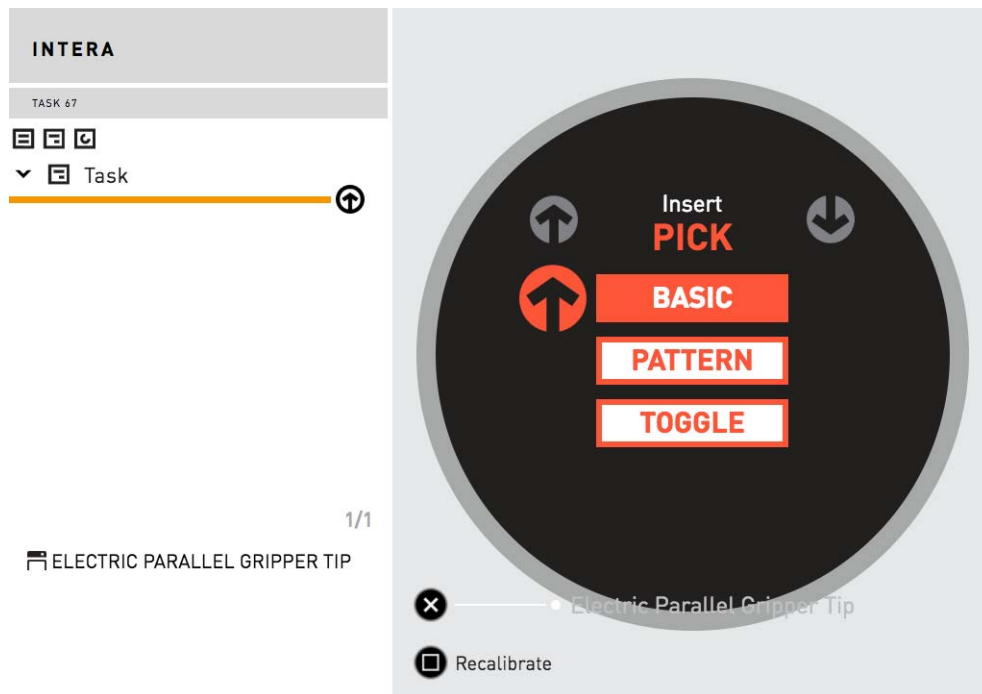 INTERA
TASK 67
Task
1/1
ELECTRIC PARALLEL GRIPPER TIP
Insert
PICK
BASIC
PATTERN
TOGGLE
Electric Parallel Gripper Tip
Recalibrate